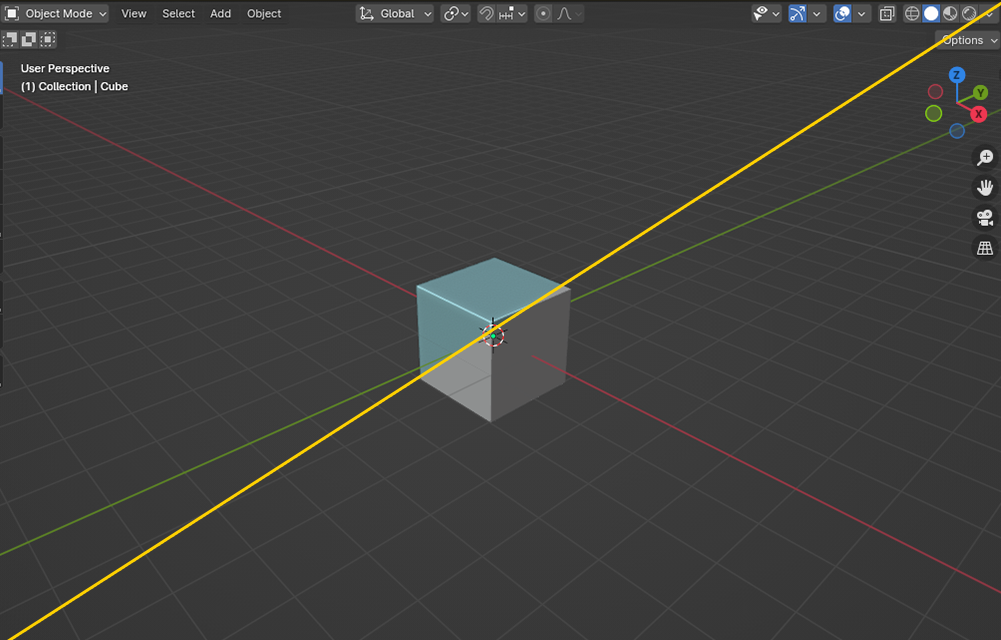 Object Mode View Select Add Object Global
Options
User Perspective
(1) Collection | Cube
Z
Y
X